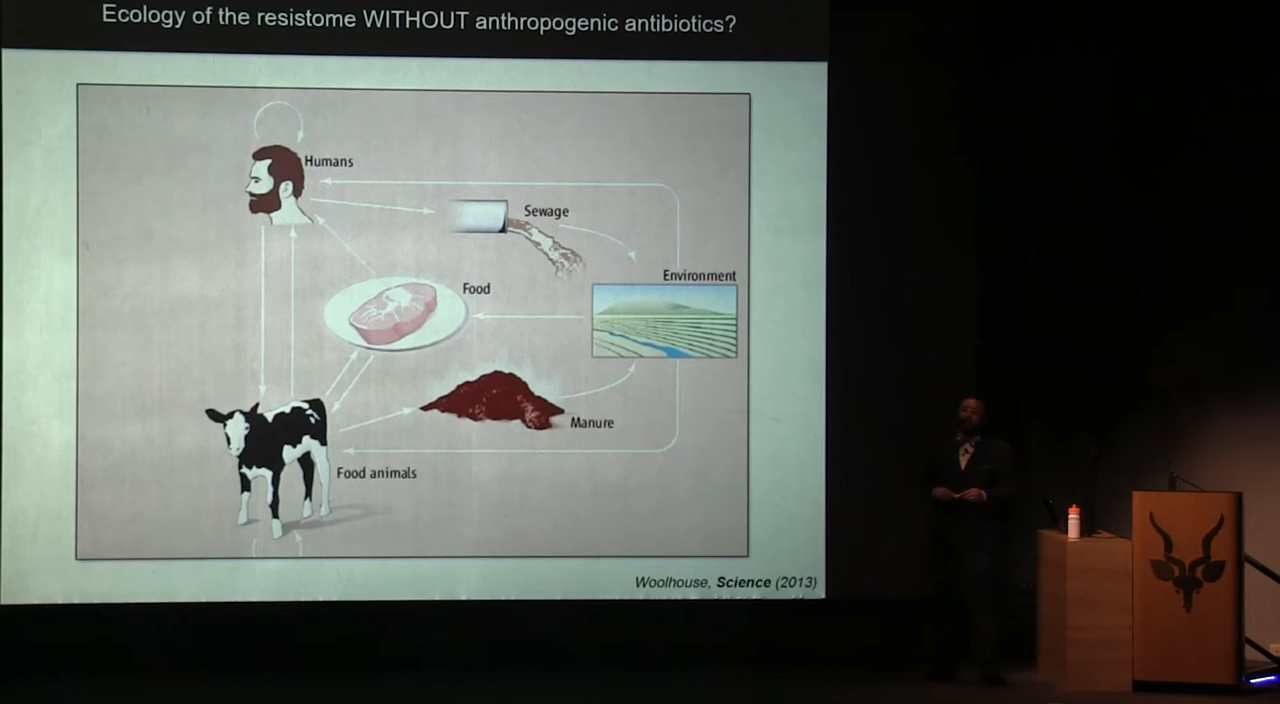 Ecology of the resistome WITHOUT anthropogenic antibiotics?
Humans
Sewage
Environment
Food
Manure
Food animals
Woolhouse, Science (2013)